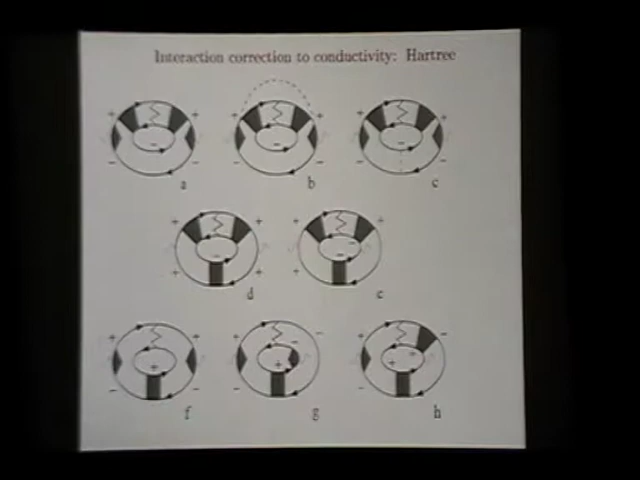 Interaction correction to conductivity: Hartree
+ + + + + +
- - -
- - - - - -
a b c
+ + + +
- - -
+ +
d e
+ + + - + -
- +
+ + + 
- - - -
f g h